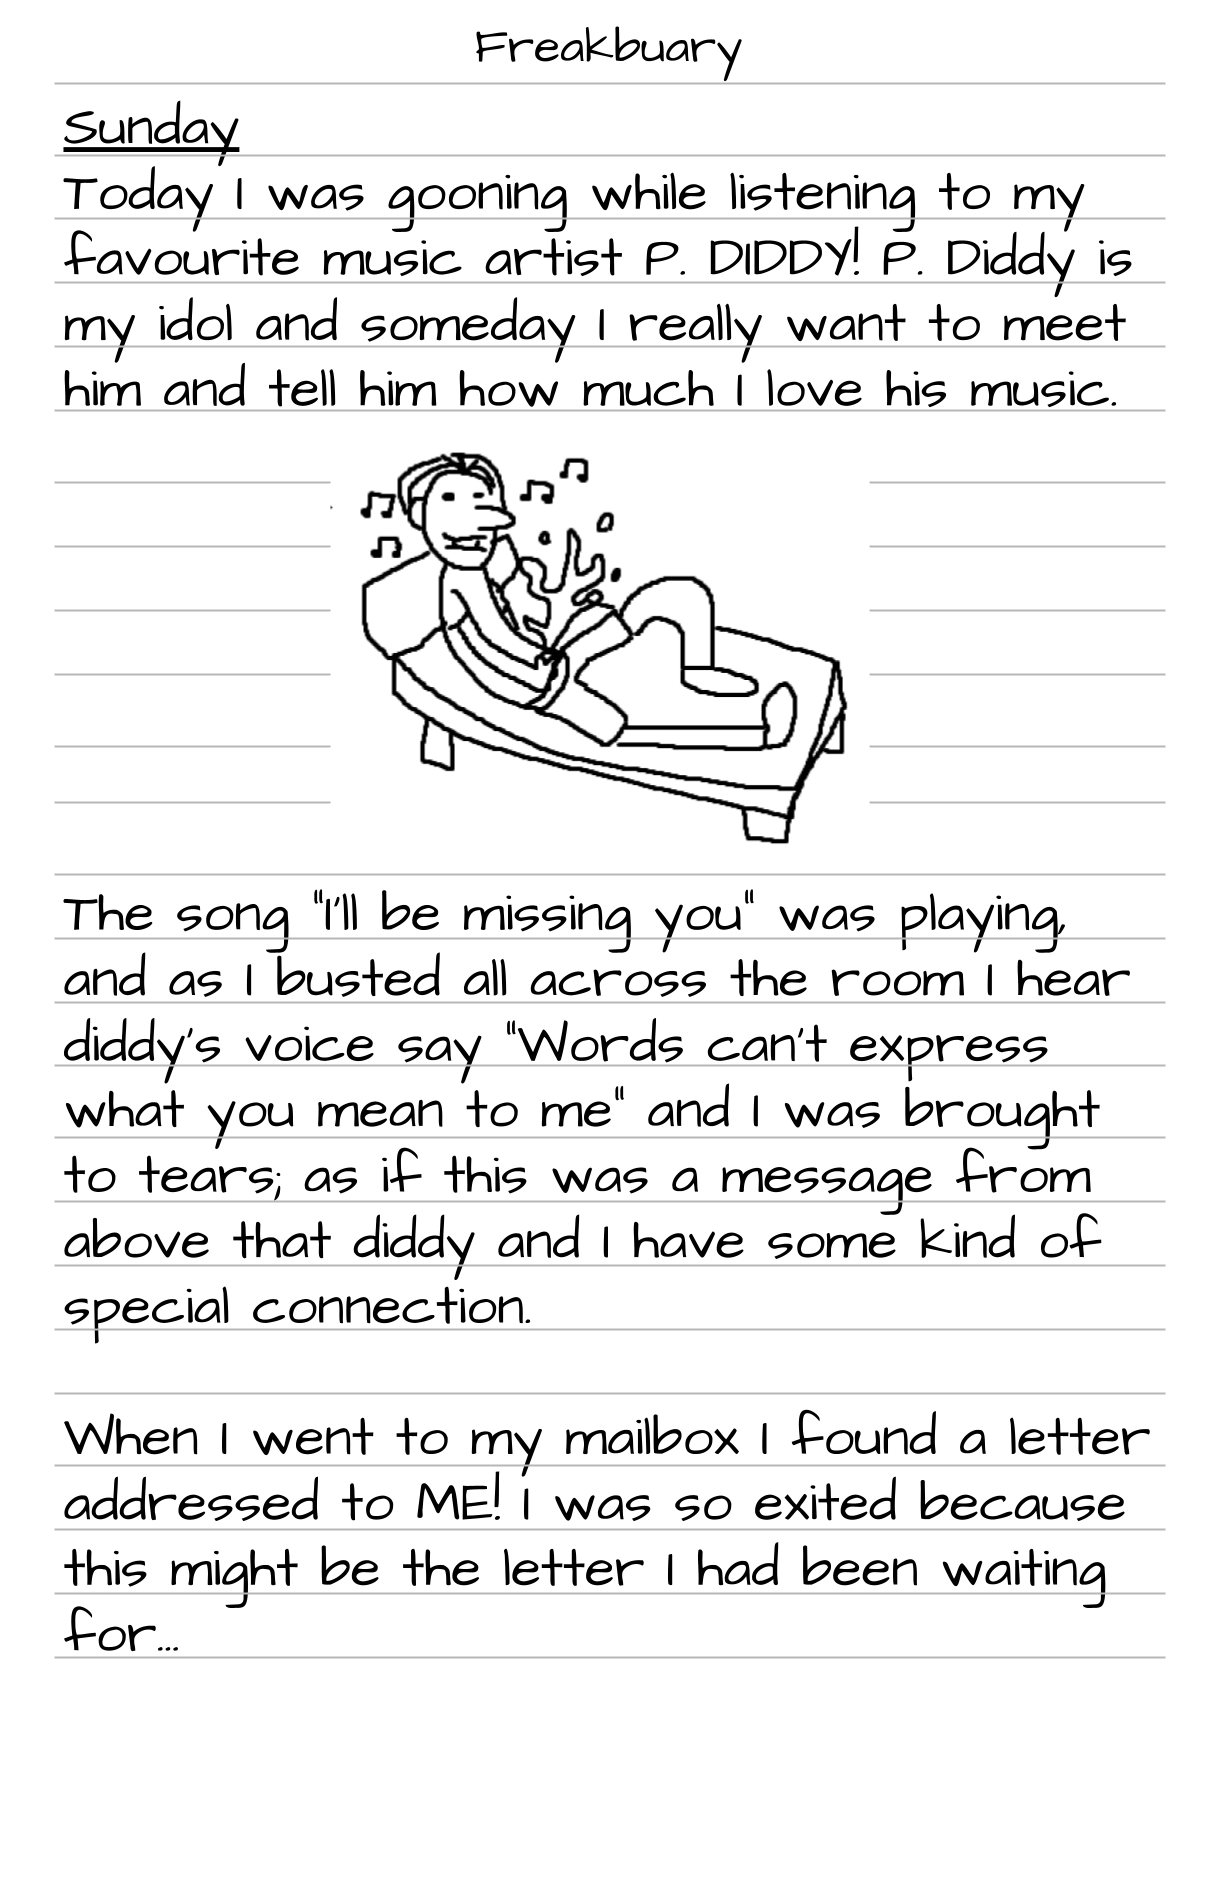 Freakbuary
Sunday
Today I was gooning while listening to my
favourite music artist P. DIDDY! P. Diddy is
my idol and someday I really want to meet
him and tell him how much I love his music.
The song "I'll be missing you" was playing,
and as I busted all across the room I hear
diddy's voice say "Words can't express
what you mean to me" and I was brought
to tears; as if this was a message from
above that diddy and I have some kind of
special connection.
When I went to my mailbox I found a letter
addressed to ME! I was so exited because
this might be the letter I had been waiting
for...